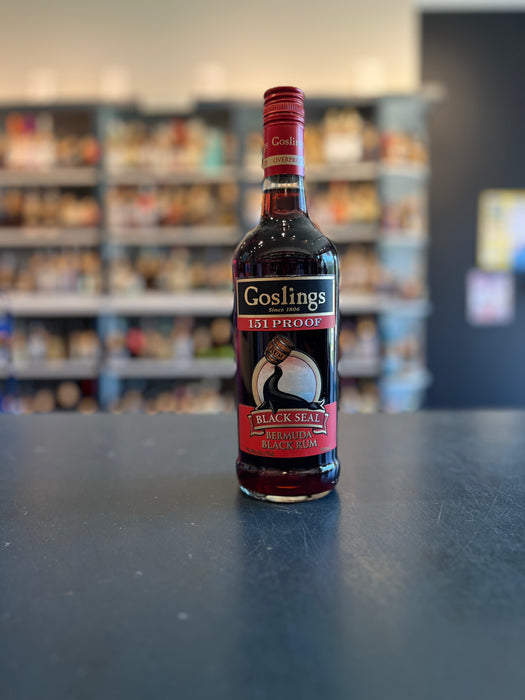 Goslings
OVERPROOF
Goslings
Since 1806
151 PROOF
BLACK SEAL
BERMUDA
BLACK RUM